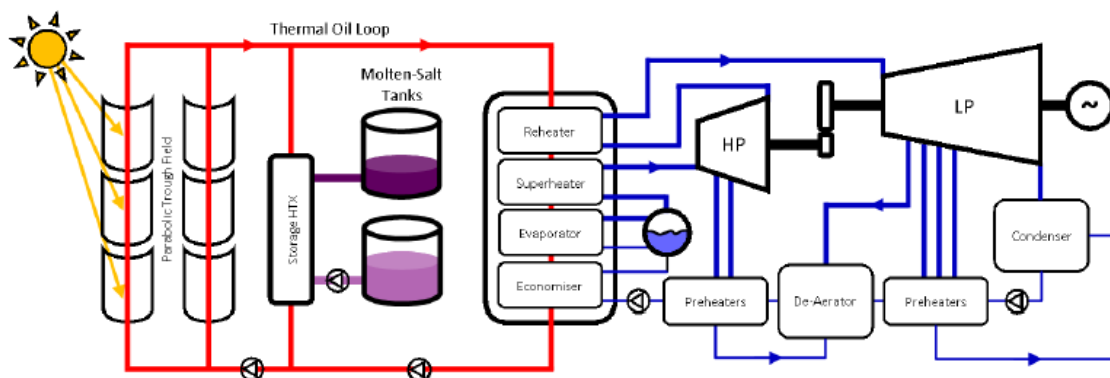 Thermal Oil Loop
Molten-Salt
Tanks
Parabolic Trough Field
Storage HTX
Reheater
Superheater
Evaporator
Economiser
HP
LP
~
Condenser
Preheaters
De-Aerator
Preheaters